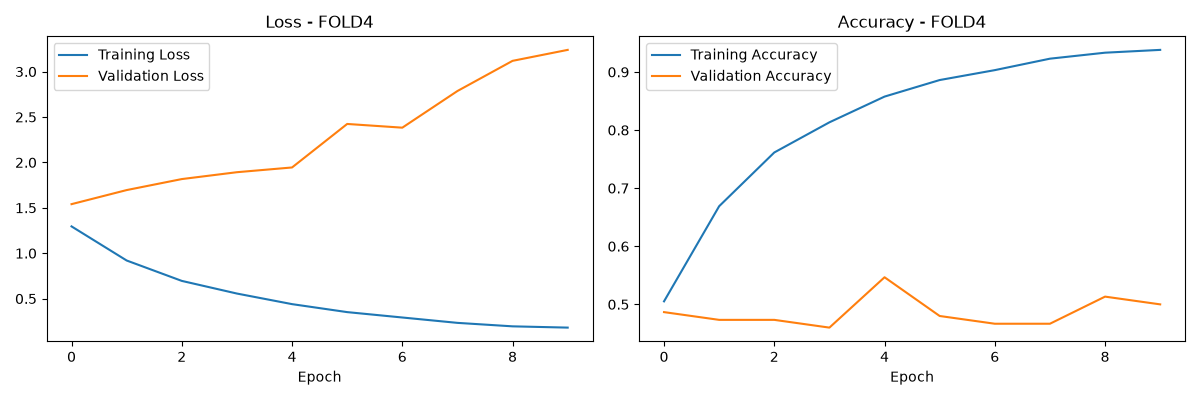 Loss - FOLD4
Training Loss
Validation Loss
3.0
2.5
2.0
1.5
1.0
0.5
0 2 4 6 8
Epoch
Accuracy - FOLD4
Training Accuracy
Validation Accuracy
0.9
0.8
0.7
0.6
0.5
0 2 4 6 8
Epoch